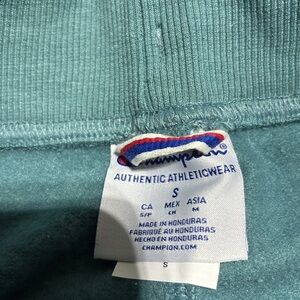 Champion®
AUTHENTIC ATHLETICWEAR
S
CA MEX ASIA
S/P CH M
MADE IN HONDURAS
FABRIQUÉ AU HONDURAS
HECHO EN HONDURAS
CHAMPION.COM
S